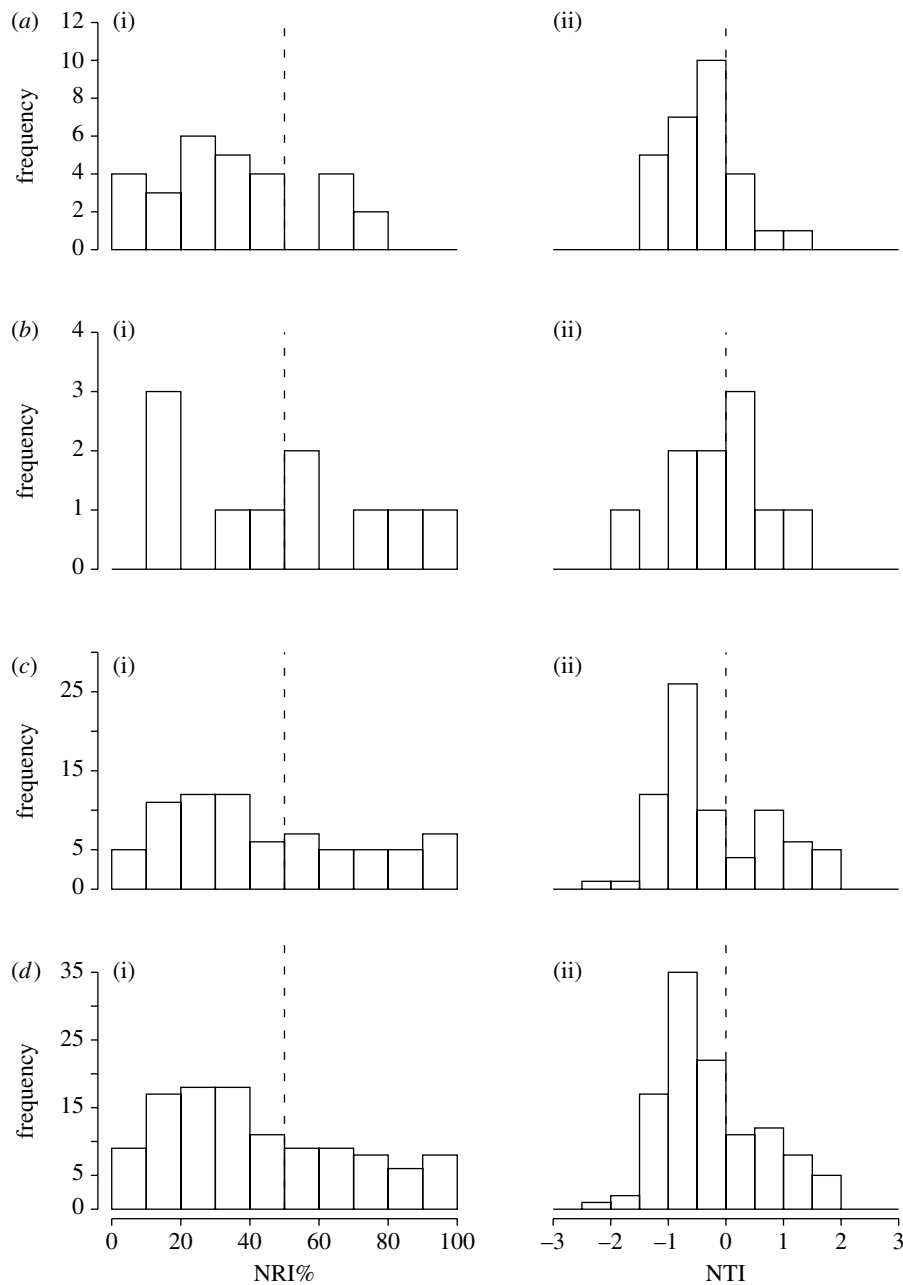 (a) (i) (ii)
frequency
12
10
8
6
4
2
0
(b) (i) (ii)
frequency
4
3
2
1
0
(c) (i) (ii)
frequency
25
15
5
0
(d) (i) (ii)
frequency
35
25
15
5
0
0 20 40 60 80 100
NRI%
–3 –2 –1 0 1 2 3
NTI